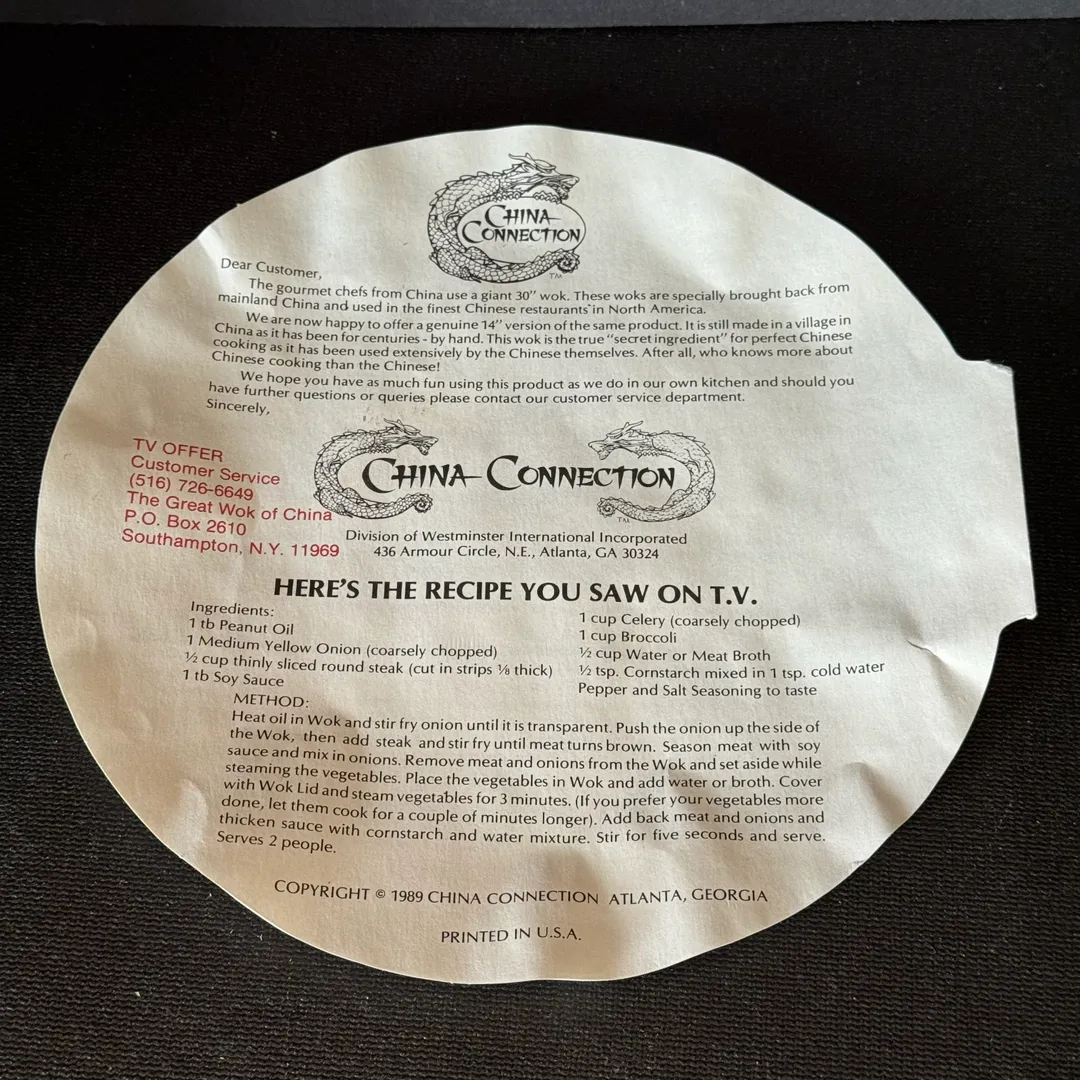 CHINA
CONNECTION
TM
Dear Customer,
The gourmet chefs from China use a giant 30" wok. These woks are specially brought back from
mainland China and used in the finest Chinese restaurants in North America.
We are now happy to offer a genuine 14" version of the same product. It is still made in a village in
China as it has been for centuries - by hand. This wok is the true "secret ingredient" for perfect Chinese
cooking as it has been used extensively by the Chinese themselves. After all, who knows more about
Chinese cooking than the Chinese!
We hope you have as much fun using this product as we do in our own kitchen and should you
have further questions or queries please contact our customer service department.
Sincerely,
CHINA CONNECTION
TM
TV OFFER
Customer Service
(516) 726-6649
The Great Wok of China
P.O. Box 2610
Southampton, N.Y. 11969
Division of Westminster International Incorporated
436 Armour Circle, N.E., Atlanta, GA 30324
HERE'S THE RECIPE YOU SAW ON T.V.
Ingredients:
1 tb Peanut Oil
1 Medium Yellow Onion (coarsely chopped)
½ cup thinly sliced round steak (cut in strips ⅛ thick)
1 tb Soy Sauce
1 cup Celery (coarsely chopped)
1 cup Broccoli
½ cup Water or Meat Broth
½ tsp. Cornstarch mixed in 1 tsp. cold water
Pepper and Salt Seasoning to taste
METHOD:
Heat oil in Wok and stir fry onion until it is transparent. Push the onion up the side of
the Wok, then add steak and stir fry until meat turns brown. Season meat with soy
sauce and mix in onions. Remove meat and onions from the Wok and set aside while
steaming the vegetables. Place the vegetables in Wok and add water or broth. Cover
with Wok Lid and steam vegetables for 3 minutes. (If you prefer your vegetables more
done, let them cook for a couple of minutes longer). Add back meat and onions and
thicken sauce with cornstarch and water mixture. Stir for five seconds and serve.
Serves 2 people.
COPYRIGHT © 1989 CHINA CONNECTION ATLANTA, GEORGIA
PRINTED IN U.S.A.